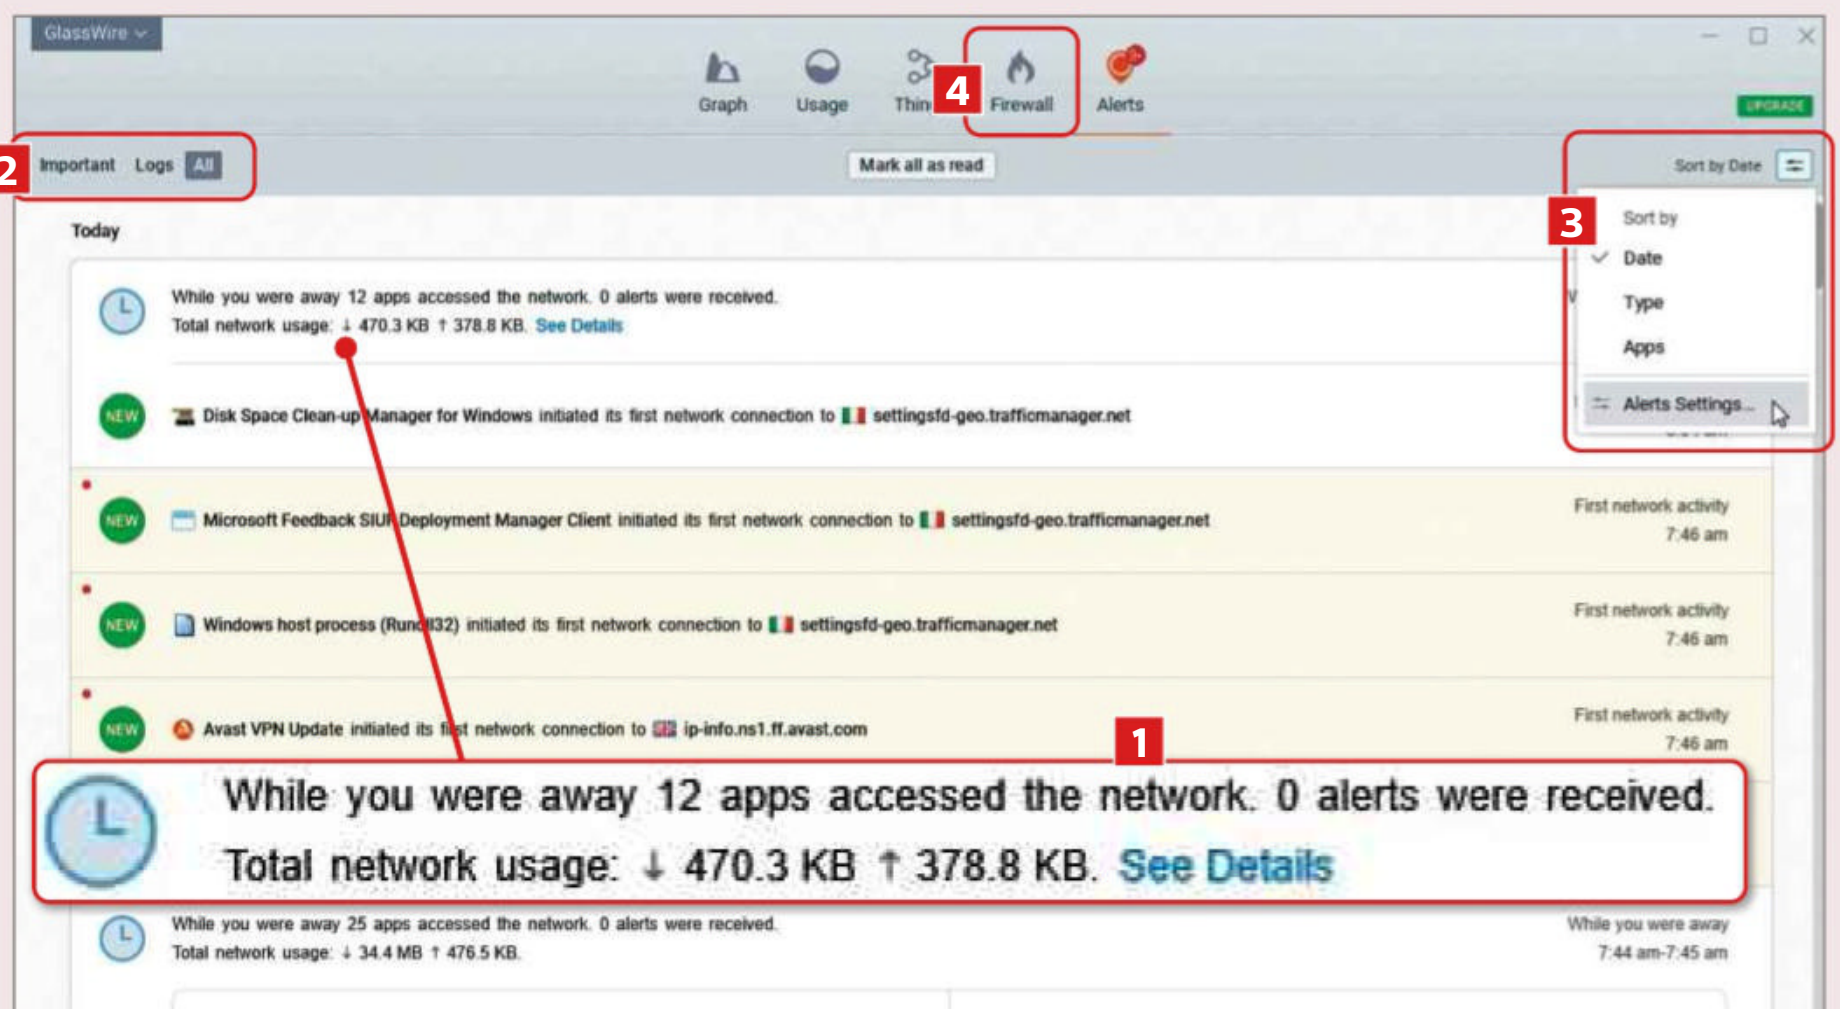 GlassWire
Graph
Usage
4
Firewall
Alerts
UPGRADE
2
Important Logs All
Mark all as read
Sort by Date
3
Sort by
Date
Type
Apps
Alerts Settings...
Today
While you were away 12 apps accessed the network. 0 alerts were received.
Total network usage: ↓ 470.3 KB ↑ 378.8 KB. See Details
NEW
Disk Space Clean-up Manager for Windows initiated its first network connection to settingsfd-geo.trafficmanager.net
NEW
Microsoft Feedback SIUF Deployment Manager Client initiated its first network connection to settingsfd-geo.trafficmanager.net
First network activity
7:46 am
NEW
Windows host process (Rundll32) initiated its first network connection to settingsfd-geo.trafficmanager.net
First network activity
7:46 am
NEW
Avast VPN Update initiated its first network connection to ip-info.ns1.ff.avast.com
First network activity
7:46 am
1
While you were away 12 apps accessed the network. 0 alerts were received.
Total network usage: ↓ 470.3 KB ↑ 378.8 KB. See Details
While you were away 25 apps accessed the network. 0 alerts were received.
Total network usage: ↓ 34.4 MB ↑ 476.5 KB.
While you were away
7:44 am-7:45 am